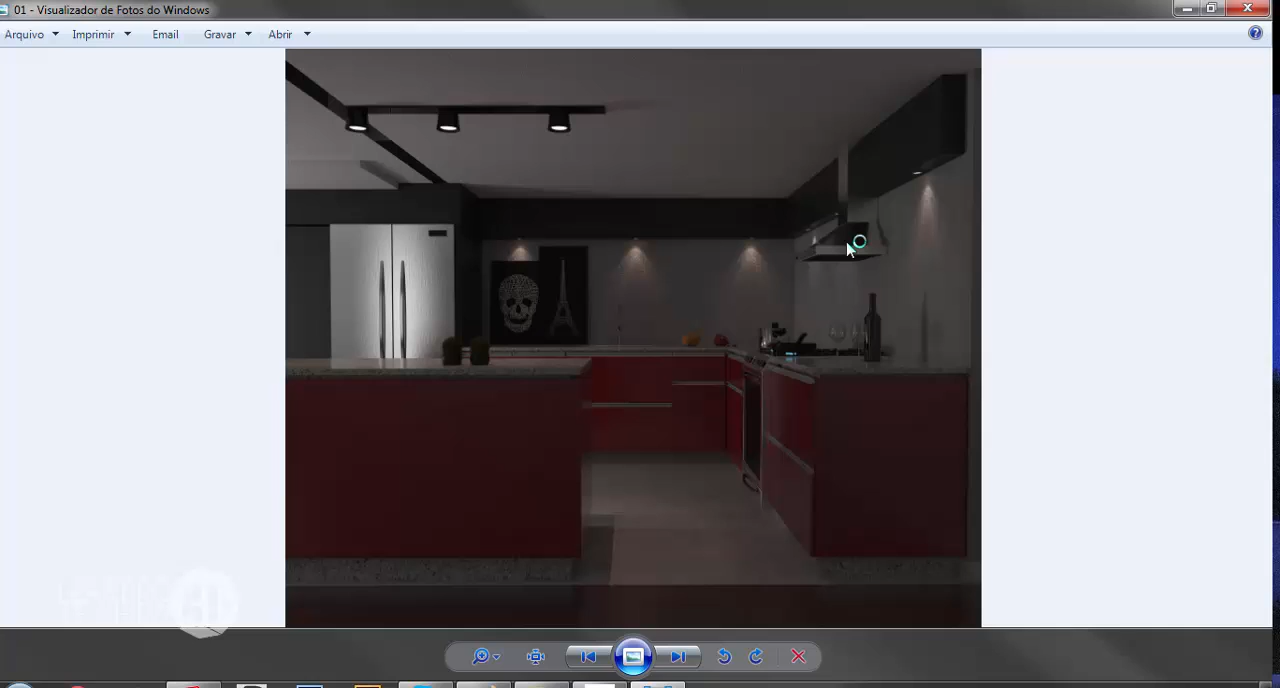 01 - Visualizador de Fotos do Windows
Arquivo Imprimir Email Gravar Abrir